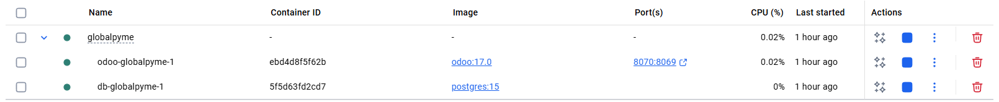 Name Container ID Image Port(s) CPU (%) Last started Actions
globalpyme - - - 0.02% 1 hour ago
odoo-globalpyme-1 ebd4d8f5f62b odoo:17.0 8070:8069 0.02% 1 hour ago
db-globalpyme-1 5f5d63fd2cd7 postgres:15 0% 1 hour ago